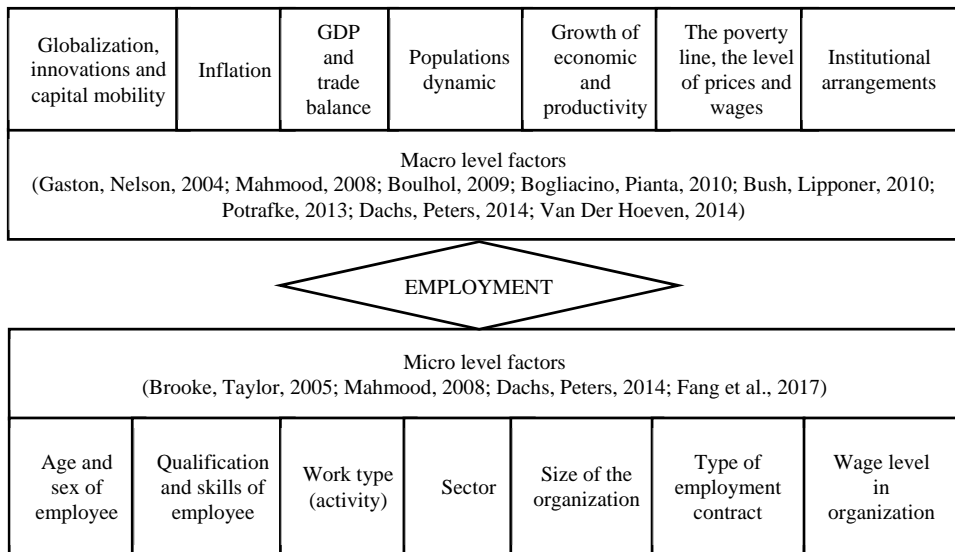 Globalization,
innovations and
capital mobility
Inflation
GDP
and
trade
balance
Populations
dynamic
Growth of
economic
and
productivity
The poverty
line, the level
of prices and
wages
Institutional
arrangements
Macro level factors
(Gaston, Nelson, 2004; Mahmood, 2008; Boulhol, 2009; Bogliacino, Pianta, 2010; Bush, Lipponer, 2010;
Potrafke, 2013; Dachs, Peters, 2014; Van Der Hoeven, 2014)
EMPLOYMENT
Micro level factors
(Brooke, Taylor, 2005; Mahmood, 2008; Dachs, Peters, 2014; Fang et al., 2017)
Age and
sex of
employee
Qualification
and skills of
employee
Work type
(activity)
Sector
Size of the
organization
Type of
employment
contract
Wage level
in
organization